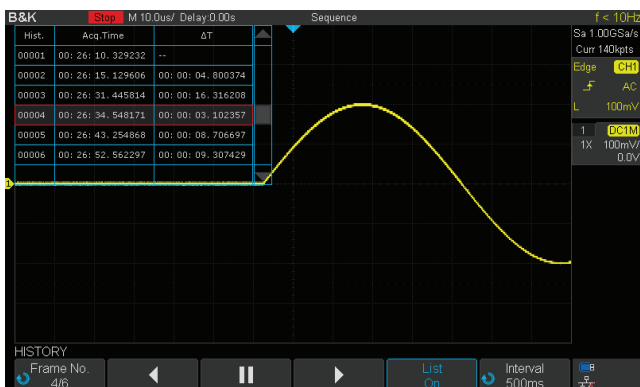 B&K Stop M 10.0us/ Delay:0.00s Sequence f < 10Hz
Sa 1.00GSa/s
Curr 140kpts
Edge CH1
AC
L 100mV
1 DC1M
1X 100mV/
0.0V
Hist. Acq.Time ΔT
00001 00: 26: 10. 329232 --
00002 00: 26: 15. 129606 00: 00: 04. 800374
00003 00: 26: 31. 445814 00: 00: 16. 316208
00004 00: 26: 34. 548171 00: 00: 03. 102357
00005 00: 26: 43. 254868 00: 00: 08. 706697
00006 00: 26: 52. 562297 00: 00: 09. 307429
1
HISTORY
Frame No.
4/6
List
On
Interval
500ms